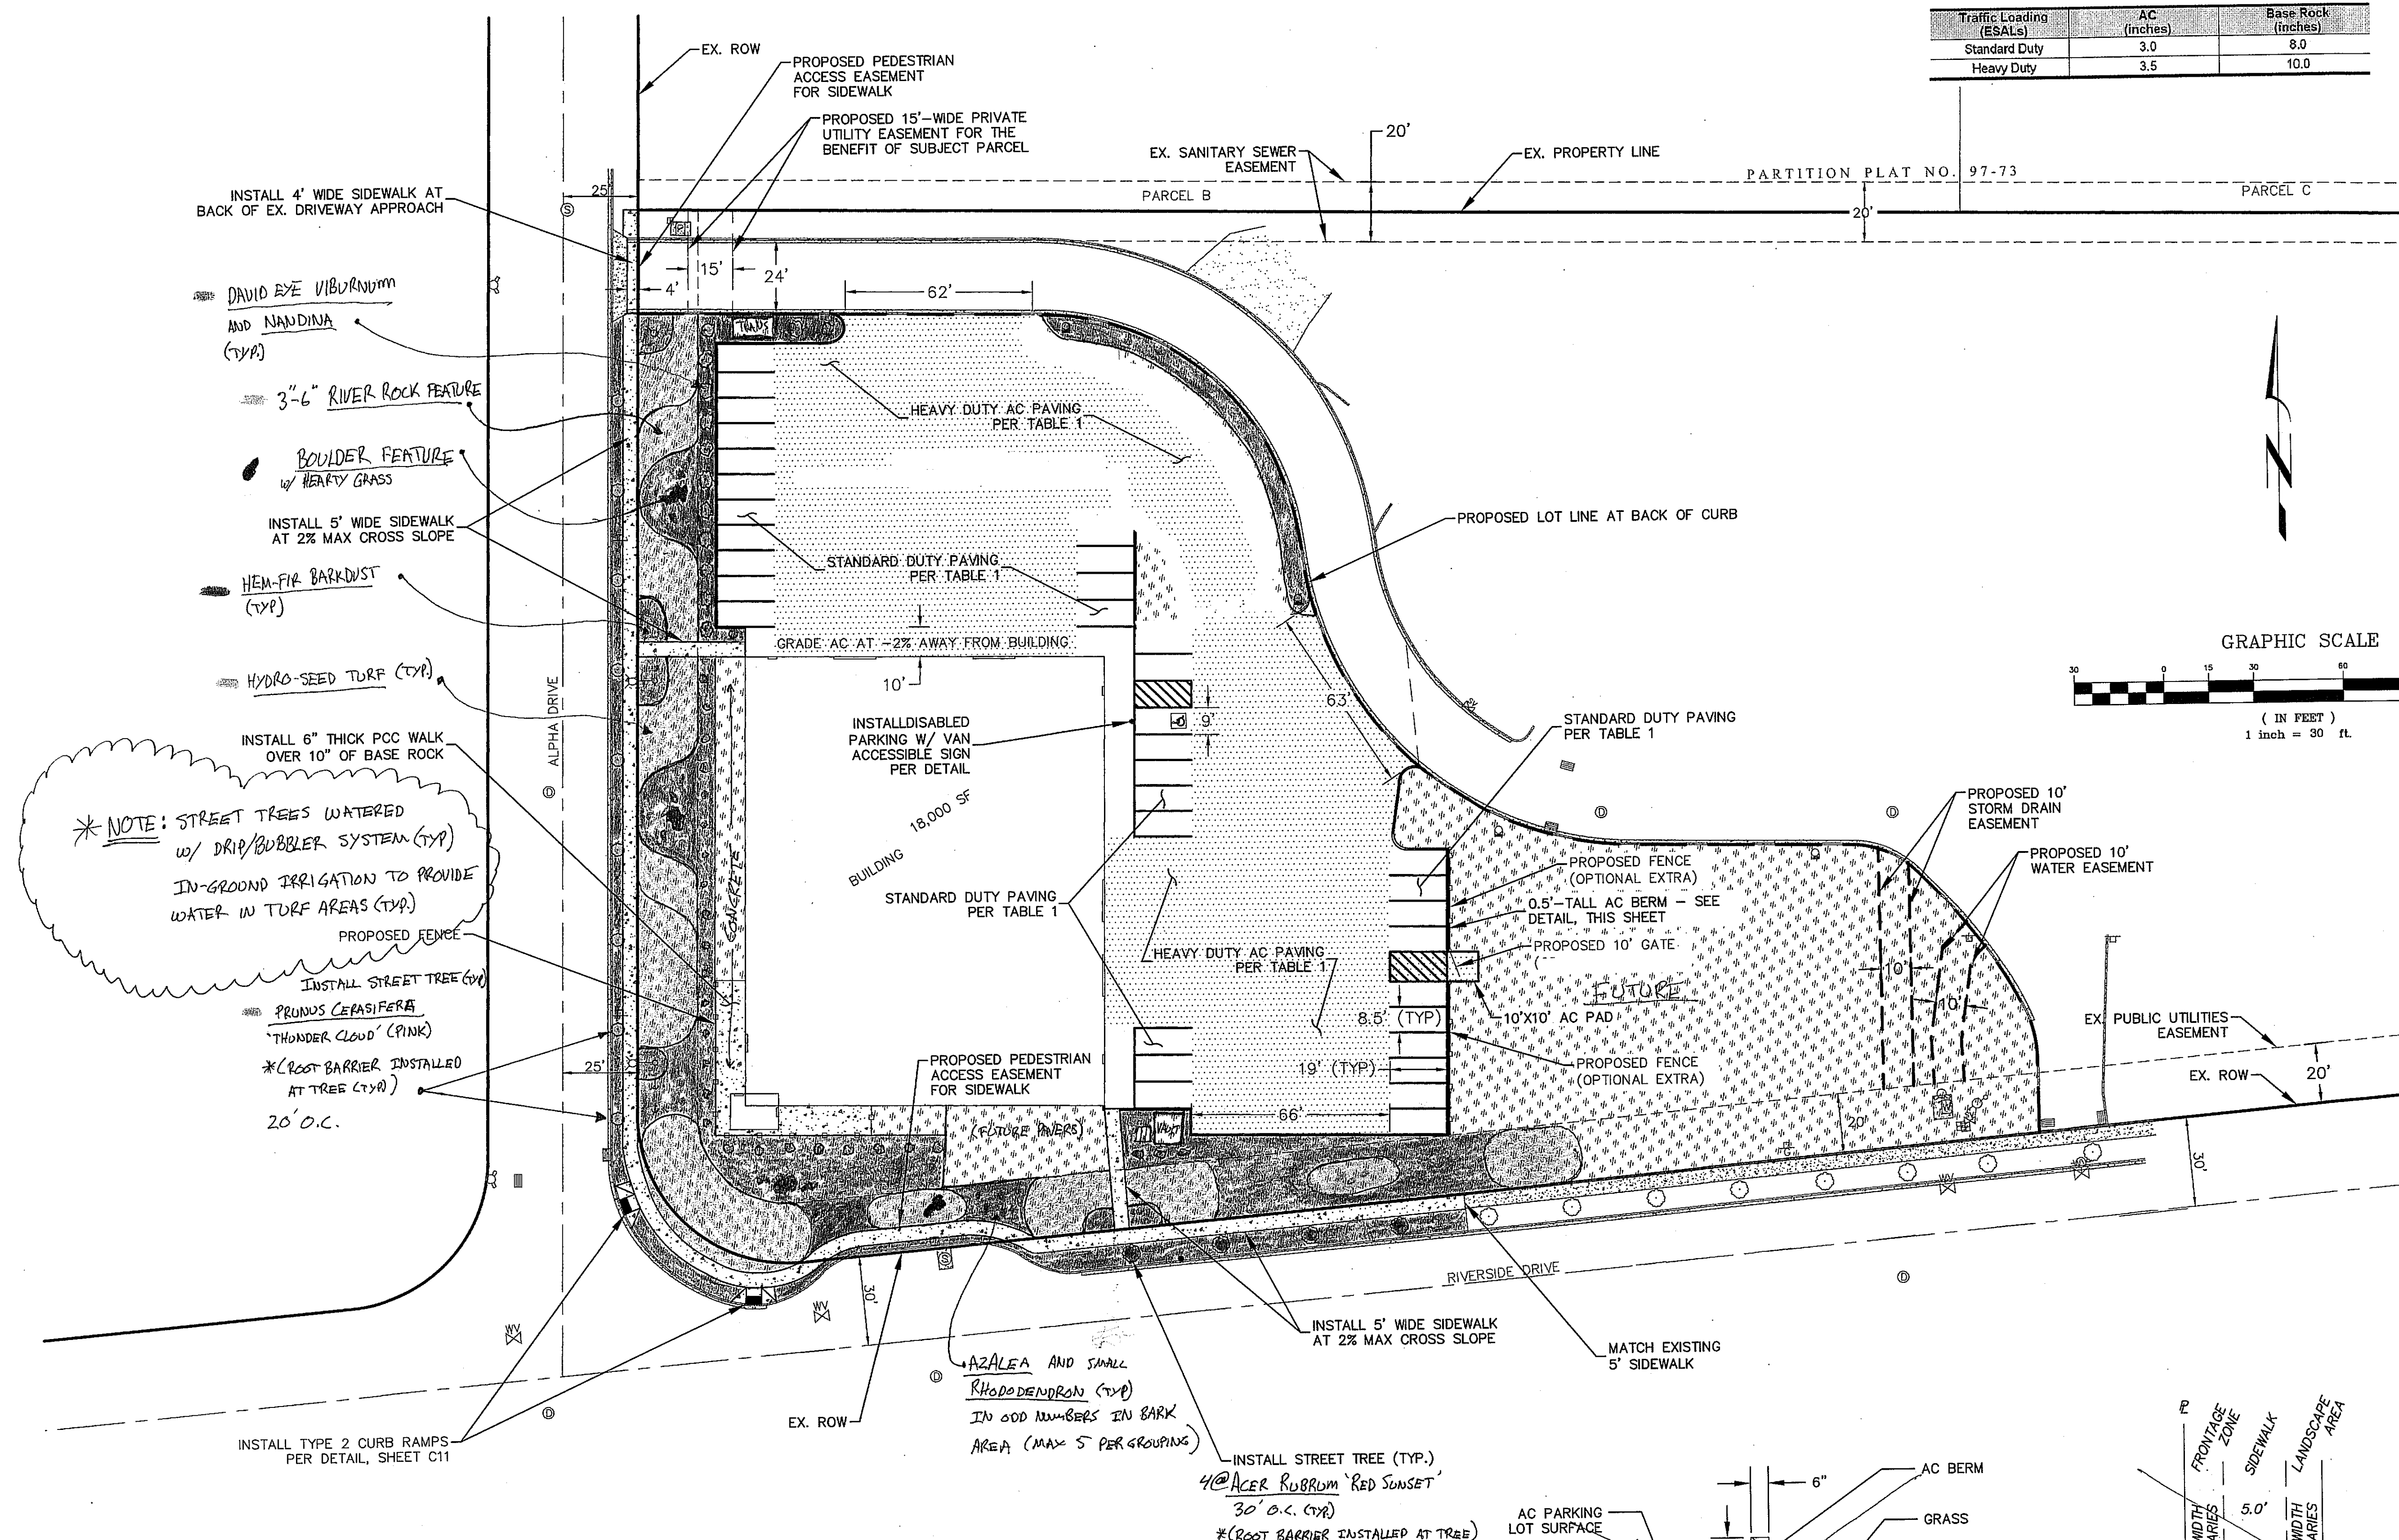 Traffic Loading (ESALs) AC (inches) Base Rock (inches)
Standard Duty 3.0 8.0
Heavy Duty 3.5 10.0
EX. ROW
PROPOSED PEDESTRIAN
ACCESS EASEMENT
FOR SIDEWALK
PROPOSED 15'-WIDE PRIVATE
UTILITY EASEMENT FOR THE
BENEFIT OF SUBJECT PARCEL
20'
EX. SANITARY SEWER
EASEMENT
EX. PROPERTY LINE
PARTITION PLAT NO. 97-73
PARCEL B
PARCEL C
20'
INSTALL 4' WIDE SIDEWALK AT
BACK OF EX. DRIVEWAY APPROACH
25'
S
15'
24'
4'
62'
DAVID EYE VIBURNUM
AND NANDINA
(TYP.)
TRANS
3"-6" RIVER ROCK FEATURE
HEAVY DUTY AC PAVING
PER TABLE 1
BOULDER FEATURE
W/ HEARTY GRASS
N
INSTALL 5' WIDE SIDEWALK
AT 2% MAX CROSS SLOPE
PROPOSED LOT LINE AT BACK OF CURB
STANDARD DUTY PAVING
PER TABLE 1
HEM-FIR BARKDUST
(TYP)
GRADE AC AT -2% AWAY FROM BUILDING
GRAPHIC SCALE
30 0 15 30 60
( IN FEET )
1 inch = 30 ft.
HYDRO-SEED TURF (TYP.)
10'
ALPHA DRIVE
63'
9'
INSTALLDISABLED
PARKING W/ VAN
ACCESSIBLE SIGN
PER DETAIL
STANDARD DUTY PAVING
PER TABLE 1
INSTALL 6" THICK PCC WALK
OVER 10" OF BASE ROCK
BUILDING 18,000 SF
CONCRETE
* NOTE: STREET TREES WATERED
W/ DRIP/BUBBLER SYSTEM (TYP)
IN-GROUND IRRIGATION TO PROVIDE
WATER IN TURF AREAS (TYP.)
D
D
D
PROPOSED 10'
STORM DRAIN
EASEMENT
PROPOSED 10'
WATER EASEMENT
PROPOSED FENCE
(OPTIONAL EXTRA)
0.5'-TALL AC BERM - SEE
DETAIL, THIS SHEET
PROPOSED 10' GATE
STANDARD DUTY PAVING
PER TABLE 1
HEAVY DUTY AC PAVING
PER TABLE 1
PROPOSED FENCE
INSTALL STREET TREE (TYP)
PRUNUS CERASIFERA
'THUNDER CLOUD' (PINK)
*(ROOT BARRIER INSTALLED
AT TREE (TYP))
20' O.C.
FUTURE
10'
10'
8.5' (TYP)
10'X10' AC PAD
EX. PUBLIC UTILITIES
EASEMENT
EX. ROW
20'
25'
PROPOSED PEDESTRIAN
ACCESS EASEMENT
FOR SIDEWALK
19' (TYP)
PROPOSED FENCE
(OPTIONAL EXTRA)
66'
20'
(FUTURE PAVERS)
VAULT
30'
WV
S
RIVERSIDE DRIVE
D
30'
WV
WV
D
D
INSTALL 5' WIDE SIDEWALK
AT 2% MAX CROSS SLOPE
MATCH EXISTING
5' SIDEWALK
AZALEA AND SMALL
RHODODENDRON (TYP)
IN ODD NUMBERS IN BARK
AREA (MAX 5 PER GROUPING)
EX. ROW
INSTALL TYPE 2 CURB RAMPS
PER DETAIL, SHEET C11
INSTALL STREET TREE (TYP.)
4@ ACER RUBRUM 'RED SUNSET'
30' O.C. (TYP.)
*(ROOT BARRIER INSTALLED AT TREE)
6"
AC BERM
AC PARKING
LOT SURFACE
GRASS
PL
FRONTAGE
ZONE
SIDEWALK
LANDSCAPE
AREA
5.0'